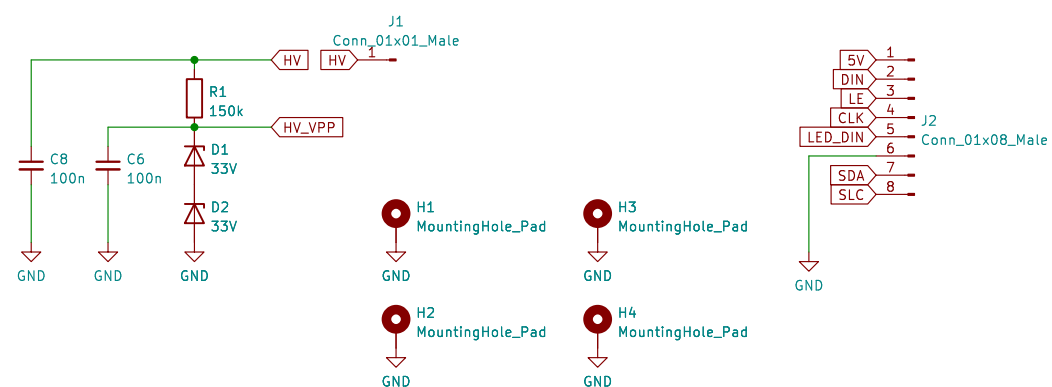 J1
Conn_01x01_Male
HV
HV
1
R1
150k
HV_VPP
C8
100n
C6
100n
D1
33V
D2
33V
GND
GND
GND
H1
MountingHole_Pad
GND
H3
MountingHole_Pad
GND
H2
MountingHole_Pad
GND
H4
MountingHole_Pad
GND
5V
1
DIN
2
LE
3
CLK
4
LED_DIN
5
6
SDA
7
SLC
8
J2
Conn_01x08_Male
GND